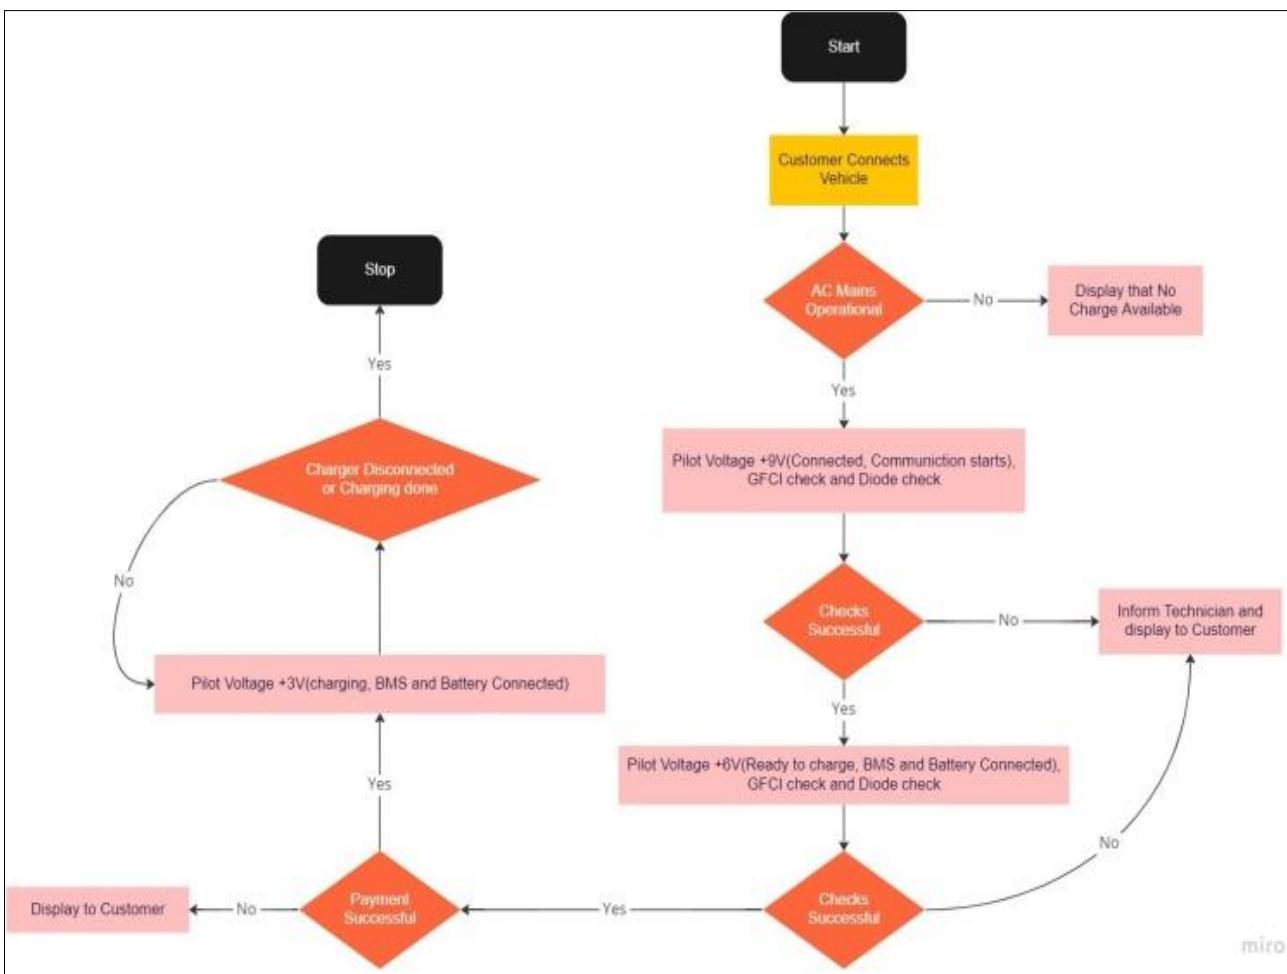 Start
Customer Connects
Vehicle
AC Mains
Operational
No
Display that No
Charge Available
Yes
Pilot Voltage +9V(Connected, Communiction starts),
GFCI check and Diode check
Checks
Successful
No
Inform Technician and
display to Customer
Yes
Pilot Voltage +6V(Ready to charge, BMS and Battery Connected),
GFCI check and Diode check
No
Checks
Successful
Yes
Payment
Successful
No
Display to Customer
Yes
Pilot Voltage +3V(charging, BMS and Battery Connected)
No
Charger Disconnected
or Charging done
Yes
Stop
miro